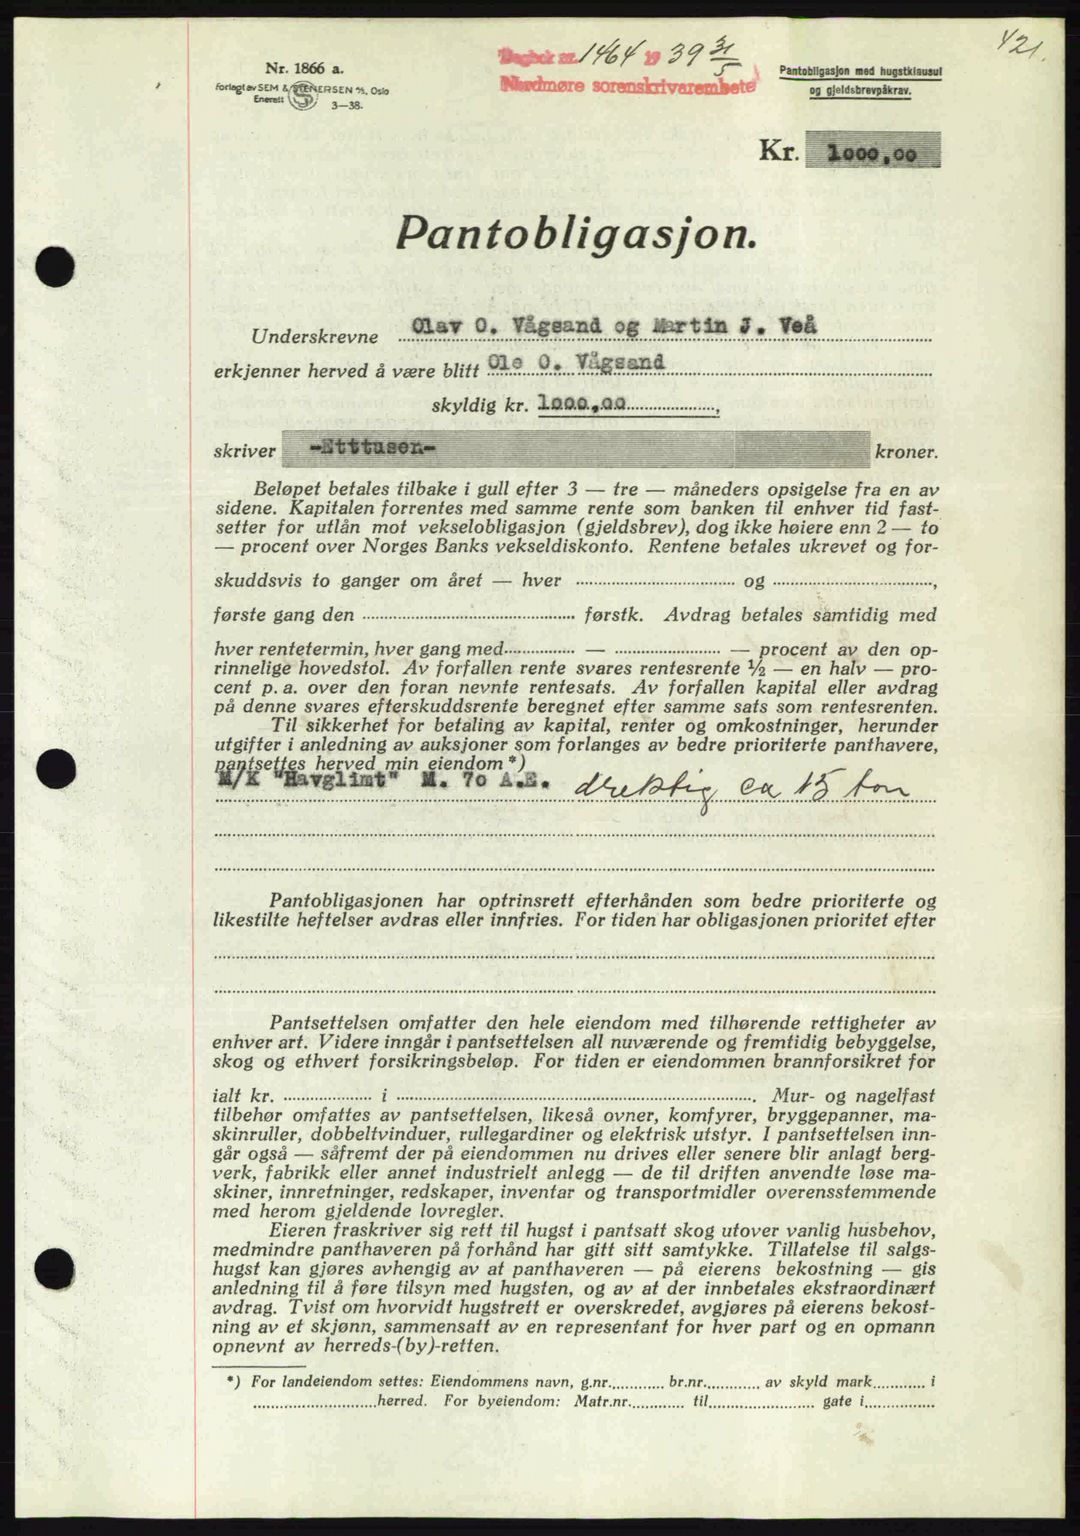 421.
Dagbok nr. 1464 1939 31/5
Nordmøre sorenskriverembete
Nr. 1866 a.
Forlagt av SEM & STENERSEN A/S, Oslo
Enerett S 3—38.
Pantobligasjon med hugstklausul
og gjeldsbrevpåkrav.
Kr. 1000,00
Pantobligasjon.
Underskrevne Olav O. Vågsand og Martin J. Veå
erkjenner herved å være blitt Ole O. Vågsand
skyldig kr. 1000,00,
skriver -Etttusen- kroner.
Beløpet betales tilbake i gull efter 3 — tre — måneders opsigelse fra en av
sidene. Kapitalen forrentes med samme rente som banken til enhver tid fast-
setter for utlån mot vekselobligasjon (gjeldsbrev), dog ikke høiere enn 2 — to
— procent over Norges Banks vekseldiskonto. Rentene betales ukrevet og for-
skuddsvis to ganger om året — hver ........ og ........,
første gang den ........ førstk. Avdrag betales samtidig med
hver rentetermin, hver gang med........ — ........ — procent av den op-
rinnelige hovedstol. Av forfallen rente svares rentesrente ½ — en halv — pro-
cent p. a. over den foran nevnte rentesats. Av forfallen kapital eller avdrag
på denne svares efterskuddsrente beregnet efter samme sats som rentesrenten.
Til sikkerhet for betaling av kapital, renter og omkostninger, herunder
utgifter i anledning av auksjoner som forlanges av bedre prioriterte panthavere,
pantsettes herved min eiendom*)
M/K "Havglimt" M. 70 A.E. drektig ca 15 ton
Pantobligasjonen har optrinsrett efterhånden som bedre prioriterte og
likestilte heftelser avdras eller innfries. For tiden har obligasjonen prioritet efter
Pantsettelsen omfatter den hele eiendom med tilhørende rettigheter av
enhver art. Videre inngår i pantsettelsen all nuværende og fremtidig bebyggelse,
skog og ethvert forsikringsbeløp. For tiden er eiendommen brannforsikret for
ialt kr. ........ i ......... Mur- og nagelfast
tilbehør omfattes av pantsettelsen, likeså ovner, komfyrer, bryggepanner, ma-
skinruller, dobbeltvinduer, rullegardiner og elektrisk utstyr. I pantsettelsen inn-
går også — såfremt der på eiendommen nu drives eller senere blir anlagt berg-
verk, fabrikk eller annet industrielt anlegg — de til driften anvendte løse ma-
skiner, innretninger, redskaper, inventar og transportmidler overensstemmende
med herom gjeldende lovregler.
Eieren fraskriver sig rett til hugst i pantsatt skog utover vanlig husbehov,
medmindre panthaveren på forhånd har gitt sitt samtykke. Tillatelse til salgs-
hugst kan gjøres avhengig av at panthaveren — på eierens bekostning — gis
anledning til å føre tilsyn med hugsten, og av at der innbetales ekstraordinært
avdrag. Tvist om hvorvidt hugstrett er overskredet, avgjøres på eierens bekost-
ning av et skjønn, sammensatt av en representant for hver part og en opmann
opnevnt av herreds-(by)-retten.
*) For landeiendom settes: Eiendommens navn, g.nr......... br.nr......... av skyld mark........ i
........herred. For byeiendom: Matr.nr......... til........ gate i........